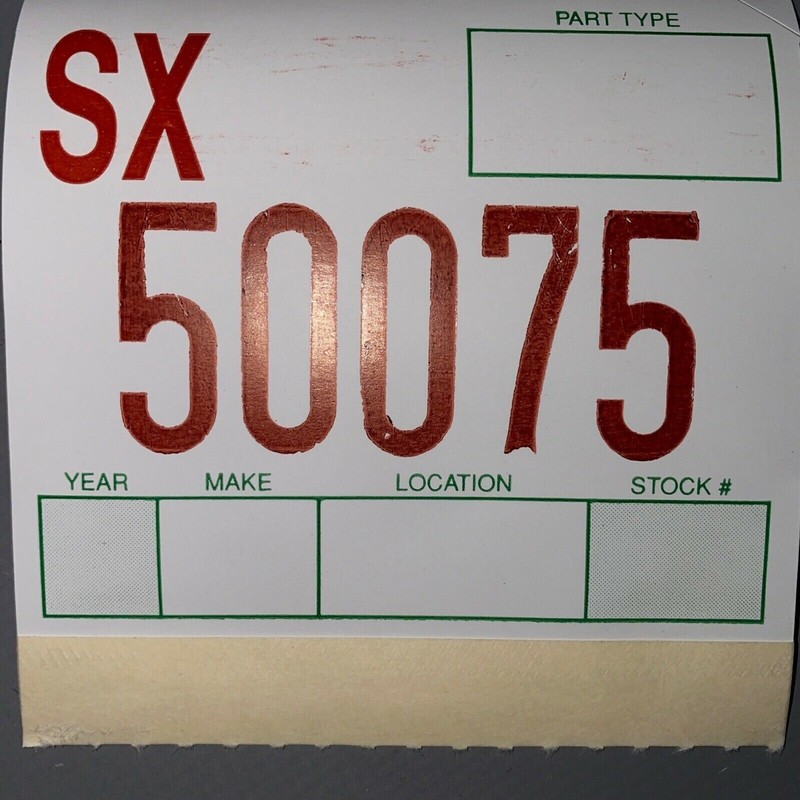 PART TYPE
SX
50075
YEAR MAKE LOCATION STOCK #